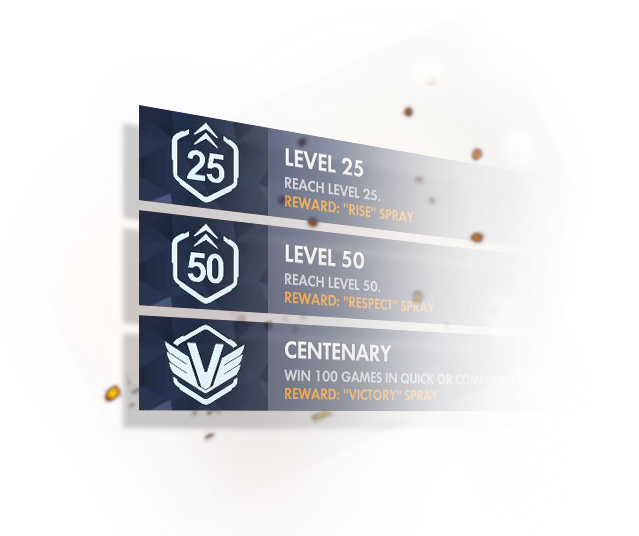 25
LEVEL 25
REACH LEVEL 25.
REWARD: "RISE" SPRAY
50
LEVEL 50
REACH LEVEL 50.
REWARD: "RESPECT" SPRAY
V
CENTENARY
WIN 100 GAMES IN QUICK OR
REWARD: "VICTORY" SPRAY